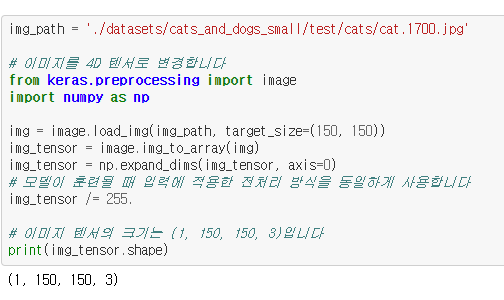 img_path = './datasets/cats_and_dogs_small/test/cats/cat.1700.jpg'
# 이미지를 4D 텐서로 변경합니다
from keras.preprocessing import image
import numpy as np
img = image.load_img(img_path, target_size=(150, 150))
img_tensor = image.img_to_array(img)
img_tensor = np.expand_dims(img_tensor, axis=0)
# 모델이 훈련될 때 입력에 적용한 전처리 방식을 동일하게 사용합니다
img_tensor /= 255.
# 이미지 텐서의 크기는 (1, 150, 150, 3)입니다
print(img_tensor.shape)
(1, 150, 150, 3)